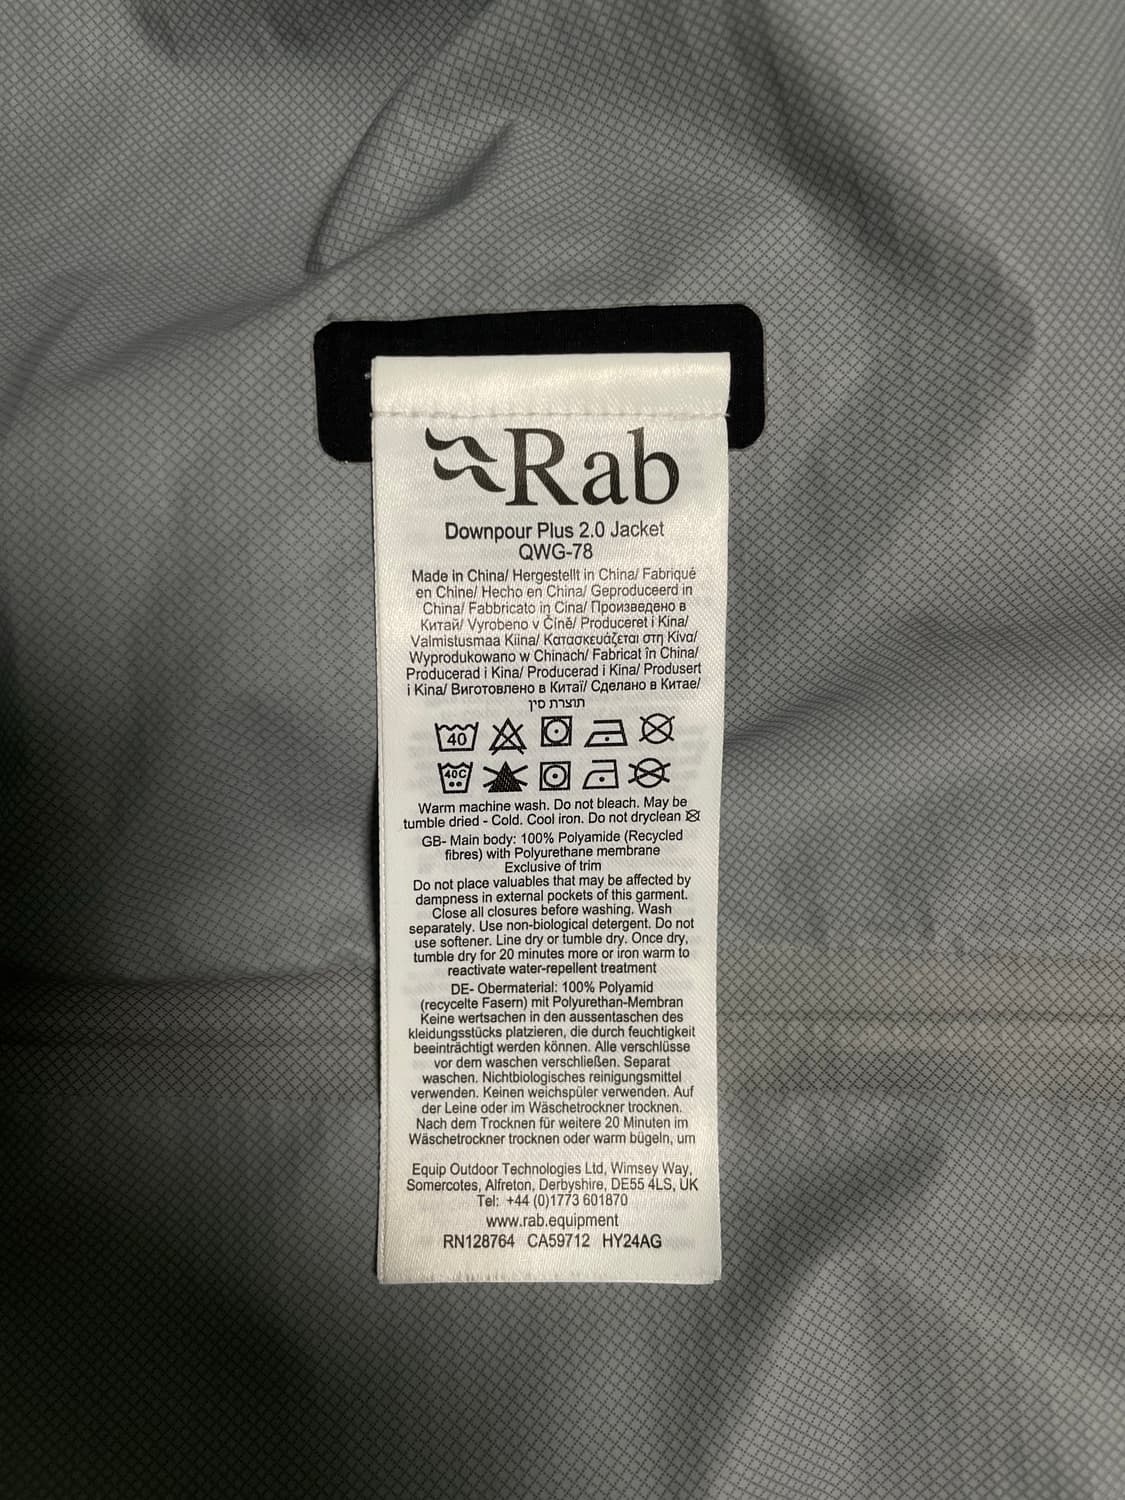 Rab
Downpour Plus 2.0 Jacket
QWG-78
Made in China/ Hergestellt in China/ Fabriqué
en Chine/ Hecho en China/ Geproduceerd in
China/ Fabbricato in Cina/ Произведено в
Китай/ Vyrobeno v Číně/ Produceret i Kina/
Valmistusmaa Kiina/ Κατασκευάζεται στη Κίνα/
Wyprodukowano w Chinach/ Fabricat în China/
Producerad i Kina/ Producerad i Kina/ Produsert
i Kina/ Виготовлено в Китаї/ Сделано в Китае/
תוצרת סין
40
40C
Warm machine wash. Do not bleach. May be
tumble dried - Cold. Cool iron. Do not dryclean
GB- Main body: 100% Polyamide (Recycled
fibres) with Polyurethane membrane
Exclusive of trim
Do not place valuables that may be affected by
dampness in external pockets of this garment.
Close all closures before washing. Wash
separately. Use non-biological detergent. Do not
use softener. Line dry or tumble dry. Once dry,
tumble dry for 20 minutes more or iron warm to
reactivate water-repellent treatment
DE- Obermaterial: 100% Polyamid
(recycelte Fasern) mit Polyurethan-Membran
Keine wertsachen in den aussentaschen des
kleidungsstücks platzieren, die durch feuchtigkeit
beeinträchtigt werden können. Alle verschlüsse
vor dem waschen verschließen. Separat
waschen. Nichtbiologisches reinigungsmittel
verwenden. Keinen weichspüler verwenden. Auf
der Leine oder im Wäschetrockner trocknen.
Nach dem Trocknen für weitere 20 Minuten im
Wäschetrockner trocknen oder warm bügeln, um
Equip Outdoor Technologies Ltd, Wimsey Way,
Somercotes, Alfreton, Derbyshire, DE55 4LS, UK
Tel: +44 (0)1773 601870
www.rab.equipment
RN128764 CA59712 HY24AG